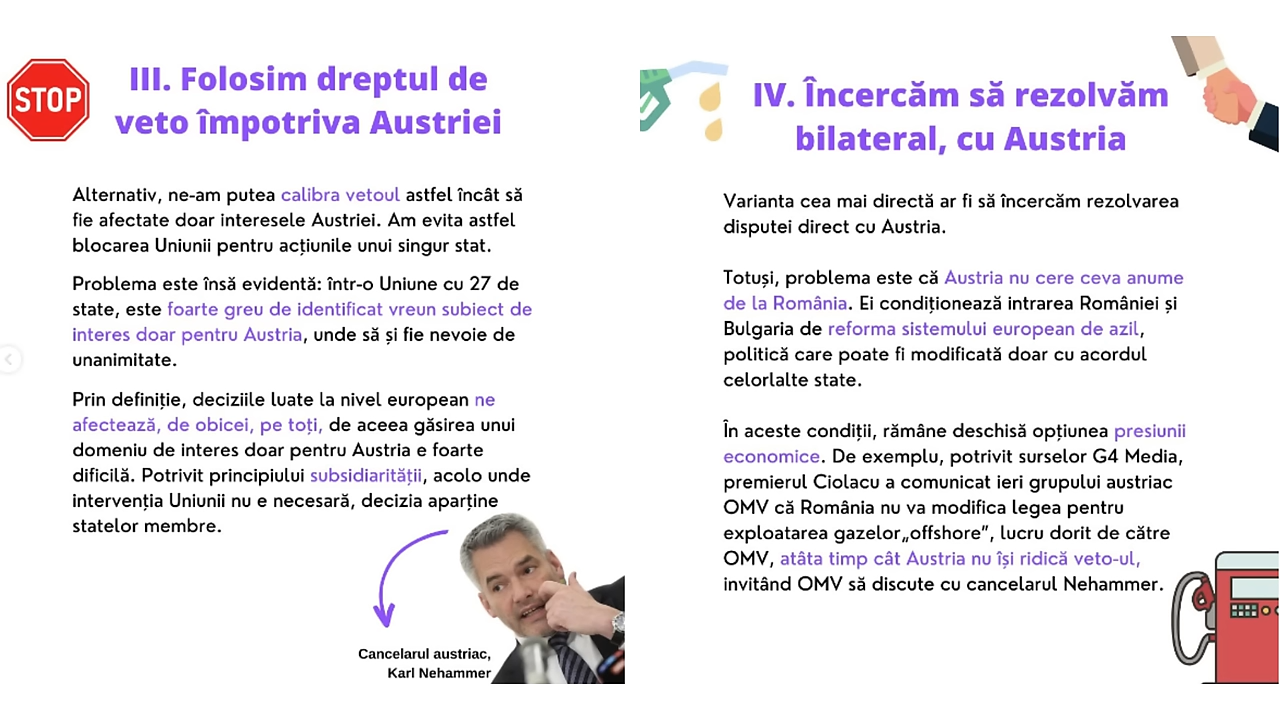 STOP
III. Folosim dreptul de
veto împotriva Austriei
Alternativ, ne-am putea calibra vetoul astfel încât să
fie afectate doar interesele Austriei. Am evita astfel
blocarea Uniunii pentru acțiunile unui singur stat.
Problema este însă evidentă: într-o Uniune cu 27 de
state, este foarte greu de identificat vreun subiect de
interes doar pentru Austria, unde să și fie nevoie de
unanimitate.
Prin definiție, deciziile luate la nivel european ne
afectează, de obicei, pe toți, de aceea găsirea unui
domeniu de interes doar pentru Austria e foarte
dificilă. Potrivit principiului subsidiarității, acolo unde
intervenția Uniunii nu e necesară, decizia aparține
statelor membre.
Cancelarul austriac,
Karl Nehammer
IV. Încercăm să rezolvăm
bilateral, cu Austria
Varianta cea mai directă ar fi să încercăm rezolvarea
disputei direct cu Austria.
Totuși, problema este că Austria nu cere ceva anume
de la România. Ei condiționează intrarea României și
Bulgaria de reforma sistemului european de azil,
politică care poate fi modificată doar cu acordul
celorlalte state.
În aceste condiții, rămâne deschisă opțiunea presiunii
economice. De exemplu, potrivit surselor G4 Media,
premierul Ciolacu a comunicat ieri grupului austriac
OMV că România nu va modifica legea pentru
exploatarea gazelor„offshore”, lucru dorit de către
OMV, atâta timp cât Austria nu își ridică veto-ul,
invitând OMV să discute cu cancelarul Nehammer.